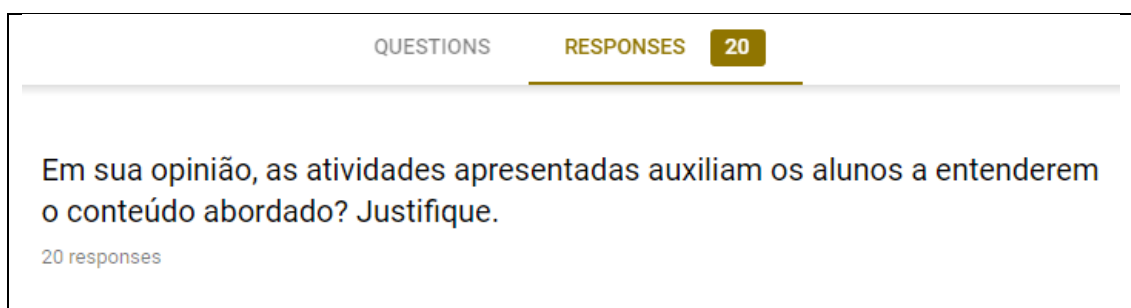 QUESTIONS RESPONSES 20
Em sua opinião, as atividades apresentadas auxiliam os alunos a entenderem
o conteúdo abordado? Justifique.
20 responses